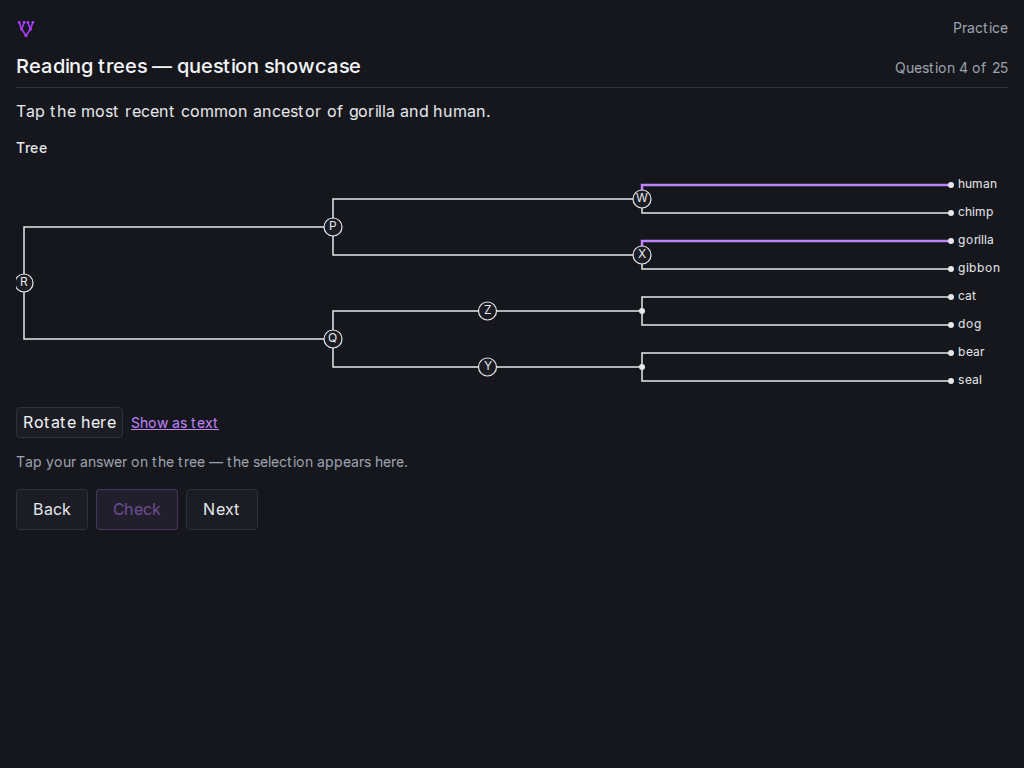 Practice
Reading trees — question showcase
Question 4 of 25
Tap the most recent common ancestor of gorilla and human.
Tree
human
W
chimp
P
gorilla
X
gibbon
R
cat
Z
dog
Q
bear
Y
seal
Rotate here Show as text
Tap your answer on the tree — the selection appears here.
Back Check Next